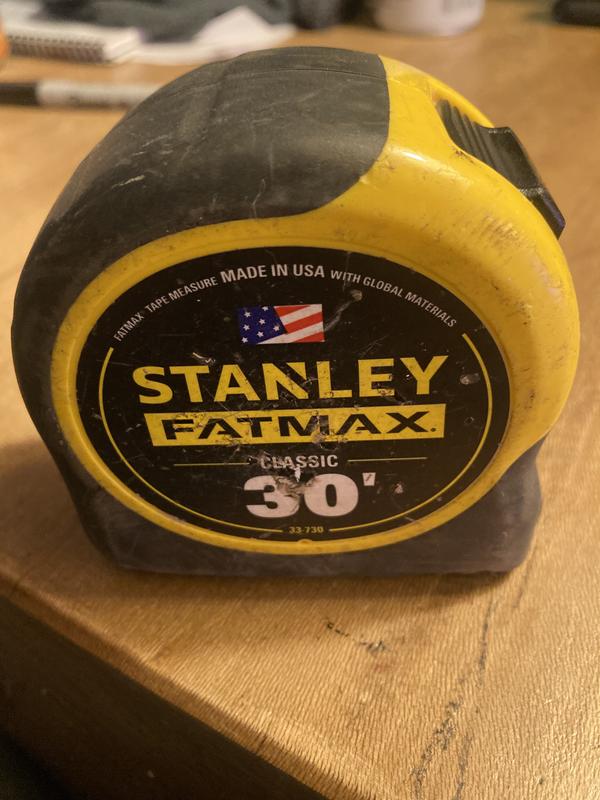 FATMAX TAPE MEASURE MADE IN USA WITH GLOBAL MATERIALS
STANLEY
FATMAX.
CLASSIC
30'
33-730